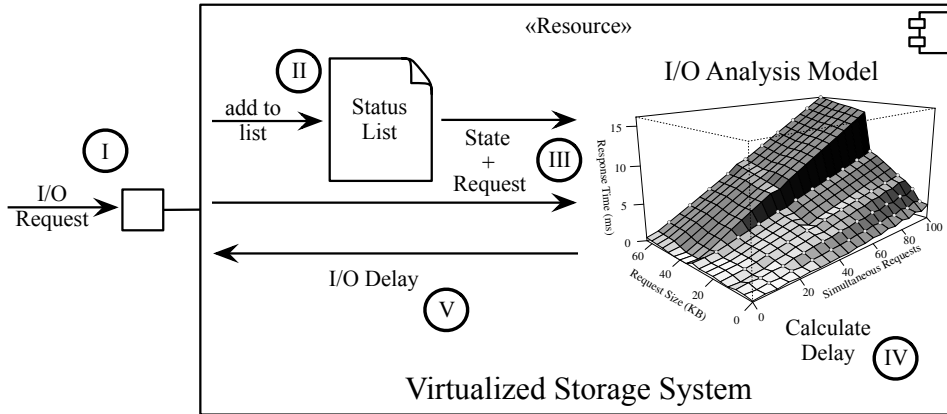 «Resource»
I/O Analysis Model
II
add to
list
Status
List
State
+
Request
III
I
I/O
Request
I/O Delay
V
Response Time (ms)
15
10
5
0
60
40
20
0
Request Size (KB)
0
20
40
60
80
100
Simultaneous Requests
Calculate
Delay
IV
Virtualized Storage System